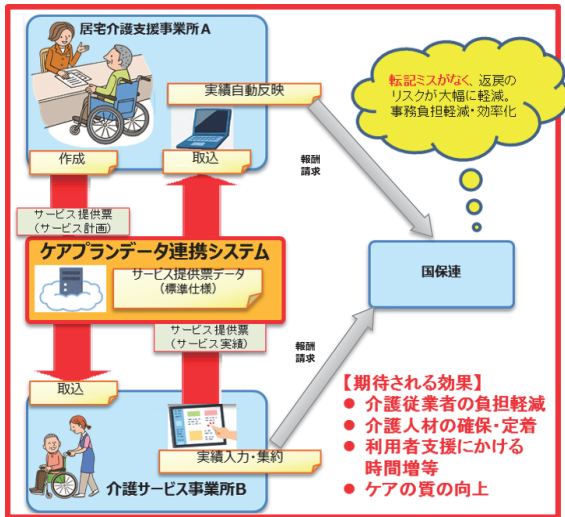 居宅介護支援事業所A
実績自動反映
作成
取込
転記ミスがなく、返戻の
リスクが大幅に軽減。
事務負担軽減・効率化
報酬
請求
サービス提供票
(サービス計画)
ケアプランデータ連携システム
サービス提供票データ
(標準仕様)
国保連
サービス提供票
(サービス実績)
報酬
請求
取込
実績入力・集約
介護サービス事業所B
【期待される効果】
● 介護従業者の負担軽減
● 介護人材の確保・定着
● 利用者支援にかける
時間増等
● ケアの質の向上